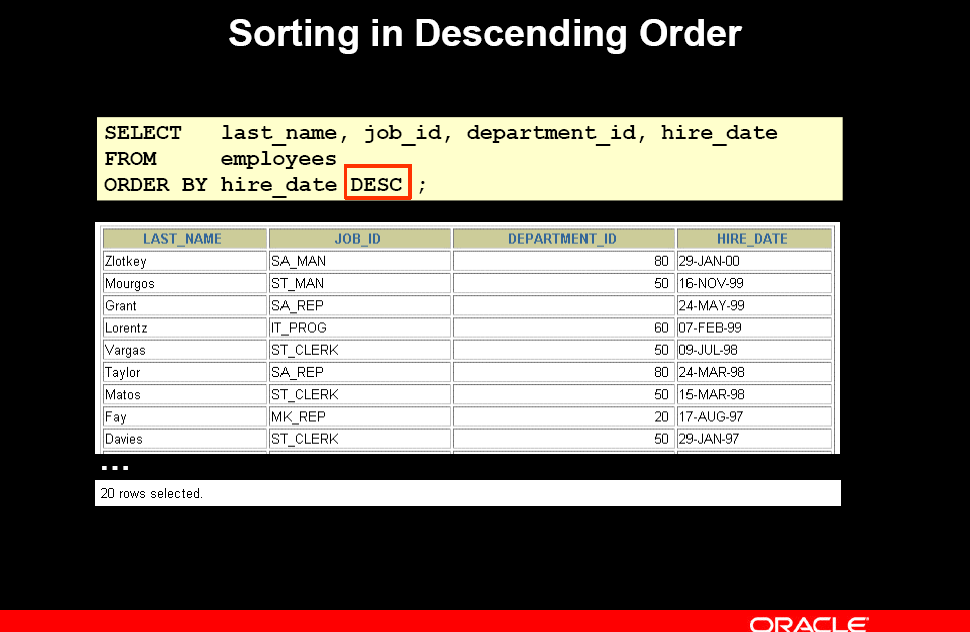 Sorting in Descending Order
SELECT last_name, job_id, department_id, hire_date
FROM employees
ORDER BY hire_date DESC ;
LAST_NAME JOB_ID DEPARTMENT_ID HIRE_DATE
Zlotkey SA_MAN 80 29-JAN-00
Mourgos ST_MAN 50 16-NOV-99
Grant SA_REP 24-MAY-99
Lorentz IT_PROG 60 07-FEB-99
Vargas ST_CLERK 50 09-JUL-98
Taylor SA_REP 80 24-MAR-98
Matos ST_CLERK 50 15-MAR-98
Fay MK_REP 20 17-AUG-97
Davies ST_CLERK 50 29-JAN-97
...
20 rows selected.
ORACLE